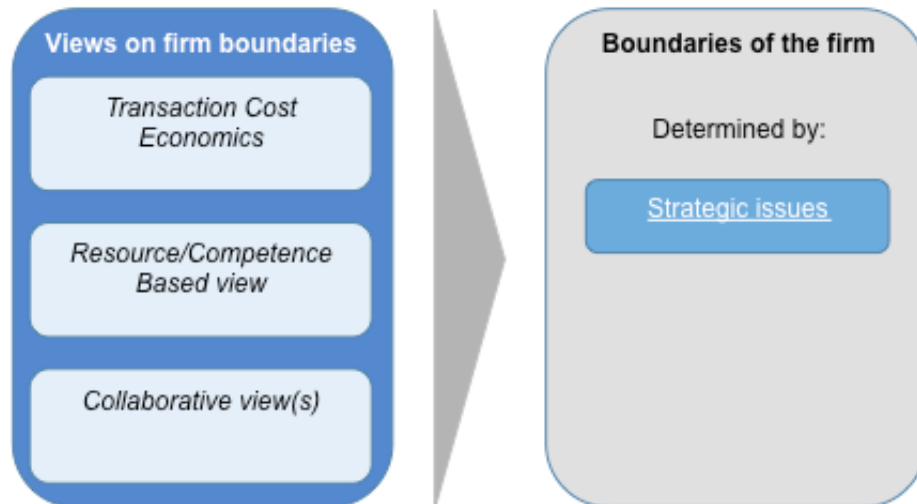 Views on firm boundaries
Transaction Cost
Economics
Resource/Competence
Based view
Collaborative view(s)
Boundaries of the firm
Determined by:
Strategic issues